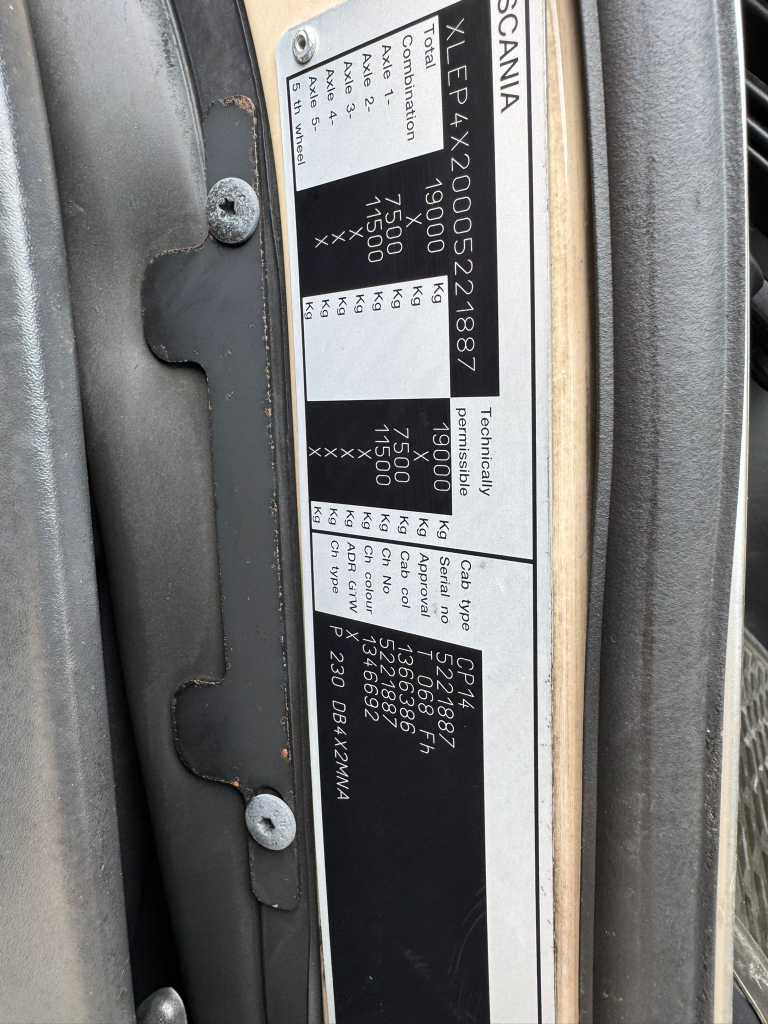 SCANIA
XLEP4X20005221887
Technically
permissible
Total 19000 Kg 19000 Kg
Combination X Kg X Kg
Axle 1- 7500 Kg 7500 Kg
Axle 2- 11500 Kg 11500 Kg
Axle 3- X Kg X Kg
Axle 4- X Kg X Kg
Axle 5- X Kg X Kg
5 th wheel
Cab type CP14
Serial no 5221887
Approval T 068 Fh
Cab col 1366386
Ch No 5221887
Ch colour 1346692
ADR GTW X
Ch type P 230 DB4X2MNA